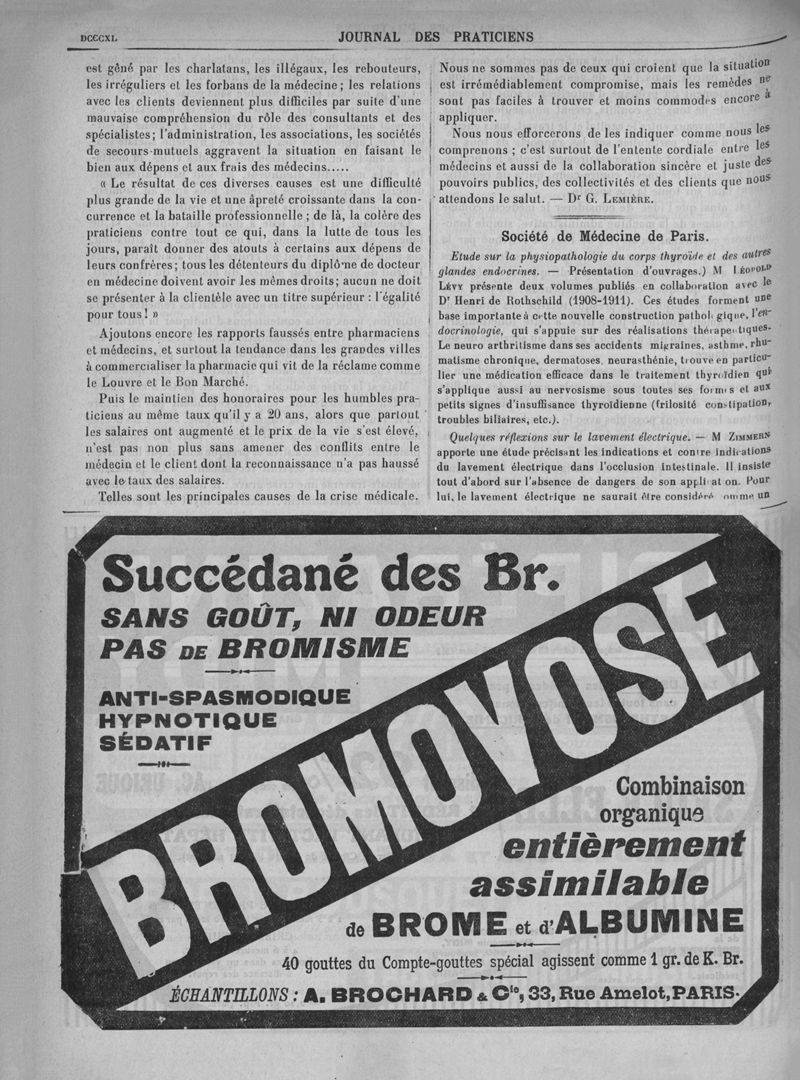 DCCCXL
JOURNAL DES PRATICIENS
est gêné par les charlatans, les illégaux, les rebouteurs,
les irréguliers et les forbans de la médecine; les relations
avec les clients deviennent plus difficiles par suite d'une
mauvaise compréhension du rôle des consultants et des
spécialistes; l'administration, les associations, les sociétés
de secours-mutuels aggravent la situation en faisant le
bien aux dépens et aux frais des médecins.....
« Le résultat de ces diverses causes est une difficulté
plus grande de la vie et une âpreté croissante dans la con-
currence et la bataille professionnelle; de là, la colère des
praticiens contre tout ce qui, dans la lutte de tous les
jours, paraît donner des atouts à certains aux dépens de
leurs confrères; tous les détenteurs du diplôme de docteur
en médecine doivent avoir les mêmes droits; aucun ne doit
se présenter à la clientèle avec un titre supérieur : l'égalité
pour tous! »
Ajoutons encore les rapports faussés entre pharmaciens
et médecins, et surtout la tendance dans les grandes villes
à commercialiser la pharmacie qui vit de la réclame comme
le Louvre et le Bon Marché.
Puis le maintien des honoraires pour les humbles pra-
ticiens au même taux qu'il y a 20 ans, alors que partout
les salaires ont augmenté et le prix de la vie s'est élevé,
n'est pas non plus sans amener des conflits entre le
médecin et le client dont la reconnaissance n'a pas haussé
avec le taux des salaires.
Telles sont les principales causes de la crise médicale.
Nous ne sommes pas de ceux qui croient que la situation
est irrémédiablement compromise, mais les remèdes ne
sont pas faciles à trouver et moins commodes encore à
appliquer.
Nous nous efforcerons de les indiquer comme nous les
comprenons; c'est surtout de l'entente cordiale entre les
médecins et aussi de la collaboration sincère et juste des
pouvoirs publics, des collectivités et des clients que nous
attendons le salut. — Dr G. LEMIÈRE.
Société de Médecine de Paris.
Etude sur la physiopathologie du corps thyroïde et des autres
glandes endocrines. — Présentation d'ouvrages.) M LÉOPOLD
LÉVY présente deux volumes publiés en collaboration avec le
Dr Henri de Rothschild (1908-1911). Ces études forment une
base importante à cette nouvelle construction pathologique, l'en-
docrinologie, qui s'appuie sur des réalisations thérapeutiques.
Le neuro arthritisme dans ses accidents migraines, asthme, rhu-
matisme chronique, dermatoses, neurasthénie, trouve en particu-
lier une médication efficace dans le traitement thyroïdien qui
s'applique aussi au nervosisme sous toutes ses formes et aux
petits signes d'insuffisance thyroïdienne (frilosité constipation,
troubles biliaires, etc.).
Quelques réflexions sur le lavement électrique. — M ZIMMERN
apporte une étude précisant les indications et contre indications
du lavement électrique dans l'occlusion intestinale. Il insiste
tout d'abord sur l'absence de dangers de son application. Pour
lui, le lavement électrique ne saurait être considéré comme un
Succédané des Br.
SANS GOÛT, NI ODEUR
PAS DE BROMISME
ANTI-SPASMODIQUE
HYPNOTIQUE
SÉDATIF
BROMOVOSE
Combinaison
organique
entièrement
assimilable
de BROME et d'ALBUMINE
40 gouttes du Compte-gouttes spécial agissent comme 1 gr. de K. Br.
ÉCHANTILLONS : A. BROCHARD & Cie, 33, Rue Amelot, PARIS.